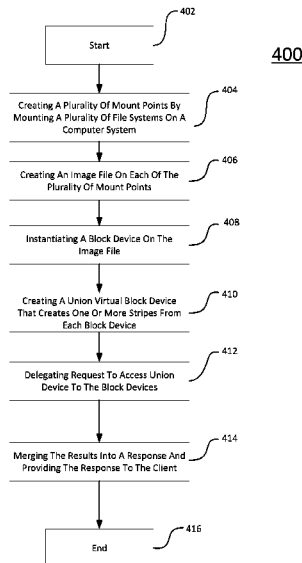 402
Start
400
404
Creating A Plurality Of Mount Points By
Mounting A Plurality Of File Systems On A
Computer System
406
Creating An Image File On Each Of The
Plurality Of Mount Points
408
Instantiating A Block Device On The
Image File
410
Creating A Union Virtual Block Device
That Creates One Or More Stripes From
Each Block Device
412
Delegating Request To Access Union
Device To The Block Devices
414
Merging The Results Into A Response And
Providing The Response To The Client
End
416